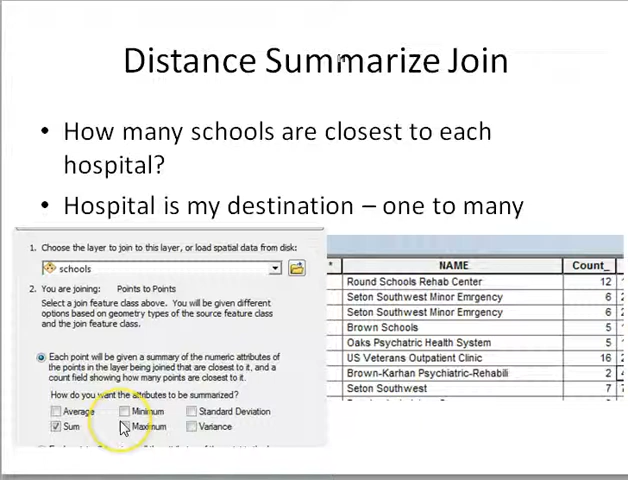 Distance Summarize Join
• How many schools are closest to each
hospital?
• Hospital is my destination – one to many
1. Choose the layer to join to this layer, or load spatial data from disk:
schools
2. You are joining: Points to Points
Select a join feature class above. You will be given different
options based on geometry types of the source feature class
and the join feature class.
Each point will be given a summary of the numeric attributes of
the points in the layer being joined that are closest to it, and a
count field showing how many points are closest to it.
How do you want the attributes to be summarized?
Average Minimum Standard Deviation
Sum Maximum Variance
* NAME Count_
Round Schools Rehab Center 12
Seton Southwest Minor Emrgency 6
Seton Southwest Minor Emrgency 6
Brown Schools 5
Oaks Psychiatric Health System 5
US Veterans Outpatient Clinic 16
Brown-Karhan Psychiatric-Rehabili 2
Seton Southwest 7